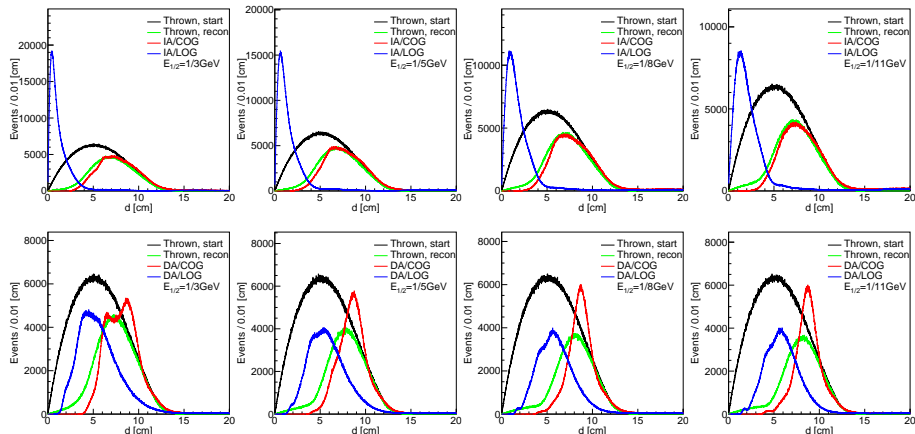 Events / 0.01 [cm]
20000
15000
10000
5000
0
0 5 10 15 20
d [cm]
Thrown, start
Thrown, recon
IA/COG
IA/LOG
E1/2=1/3GeV
Events / 0.01 [cm]
20000
15000
10000
5000
0
0 5 10 15 20
d [cm]
Thrown, start
Thrown, recon
IA/COG
IA/LOG
E1/2=1/5GeV
Events / 0.01 [cm]
10000
5000
0
0 5 10 15 20
d [cm]
Thrown, start
Thrown, recon
IA/COG
IA/LOG
E1/2=1/8GeV
Events / 0.01 [cm]
10000
5000
0
0 5 10 15 20
d [cm]
Thrown, start
Thrown, recon
IA/COG
IA/LOG
E1/2=1/11GeV
Events / 0.01 [cm]
8000
6000
4000
2000
0
0 5 10 15 20
d [cm]
Thrown, start
Thrown, recon
DA/COG
DA/LOG
E1/2=1/3GeV
Events / 0.01 [cm]
8000
6000
4000
2000
0
0 5 10 15 20
d [cm]
Thrown, start
Thrown, recon
DA/COG
DA/LOG
E1/2=1/5GeV
Events / 0.01 [cm]
8000
6000
4000
2000
0
0 5 10 15 20
d [cm]
Thrown, start
Thrown, recon
DA/COG
DA/LOG
E1/2=1/8GeV
Events / 0.01 [cm]
8000
6000
4000
2000
0
0 5 10 15 20
d [cm]
Thrown, start
Thrown, recon
DA/COG
DA/LOG
E1/2=1/11GeV